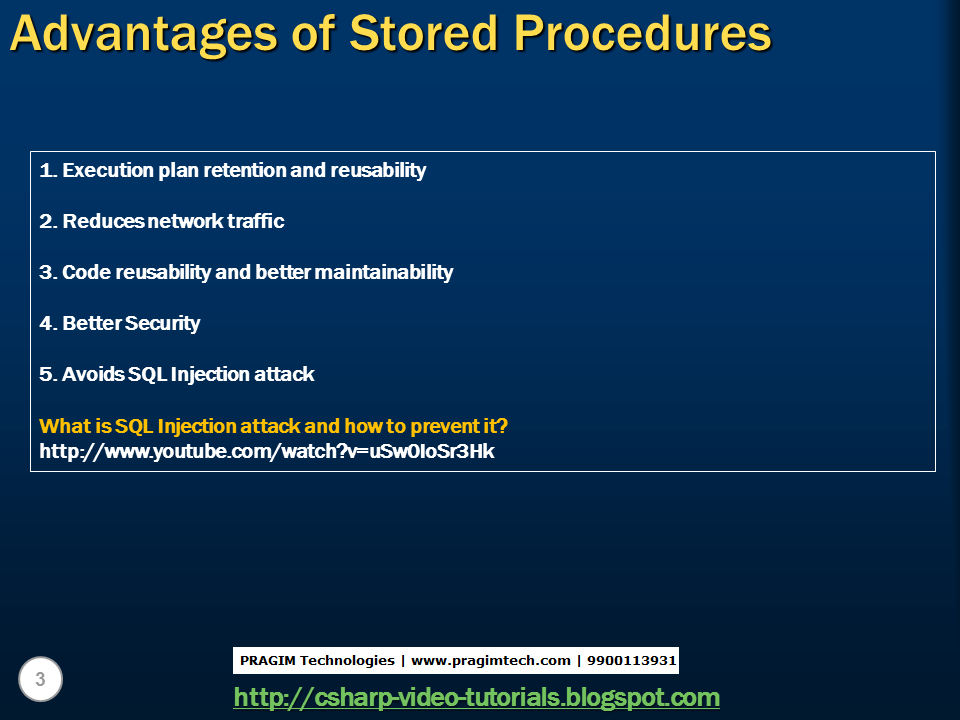 Advantages of Stored Procedures
1. Execution plan retention and reusability
2. Reduces network traffic
3. Code reusability and better maintainability
4. Better Security
5. Avoids SQL Injection attack
What is SQL Injection attack and how to prevent it?
http://www.youtube.com/watch?v=uSw0IoSr3Hk
PRAGIM Technologies | www.pragimtech.com | 9900113931
3
http://csharp-video-tutorials.blogspot.com